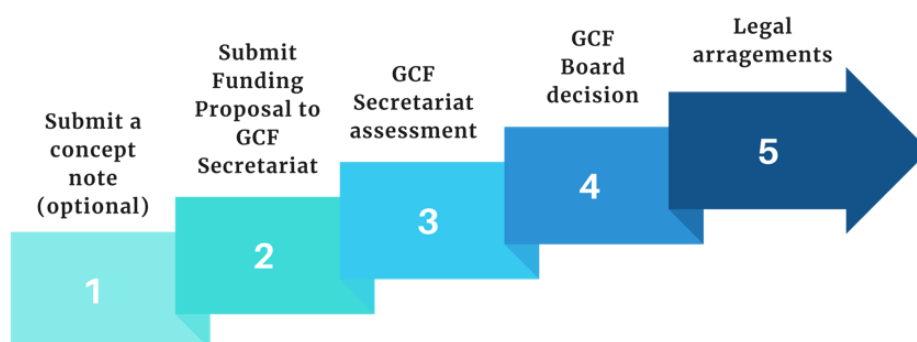 Submit a
concept
note
(optional)
1
Submit
Funding
Proposal to
GCF
Secretariat
2
GCF
Secretariat
assessment
3
GCF
Board
decision
4
Legal
arragements
5